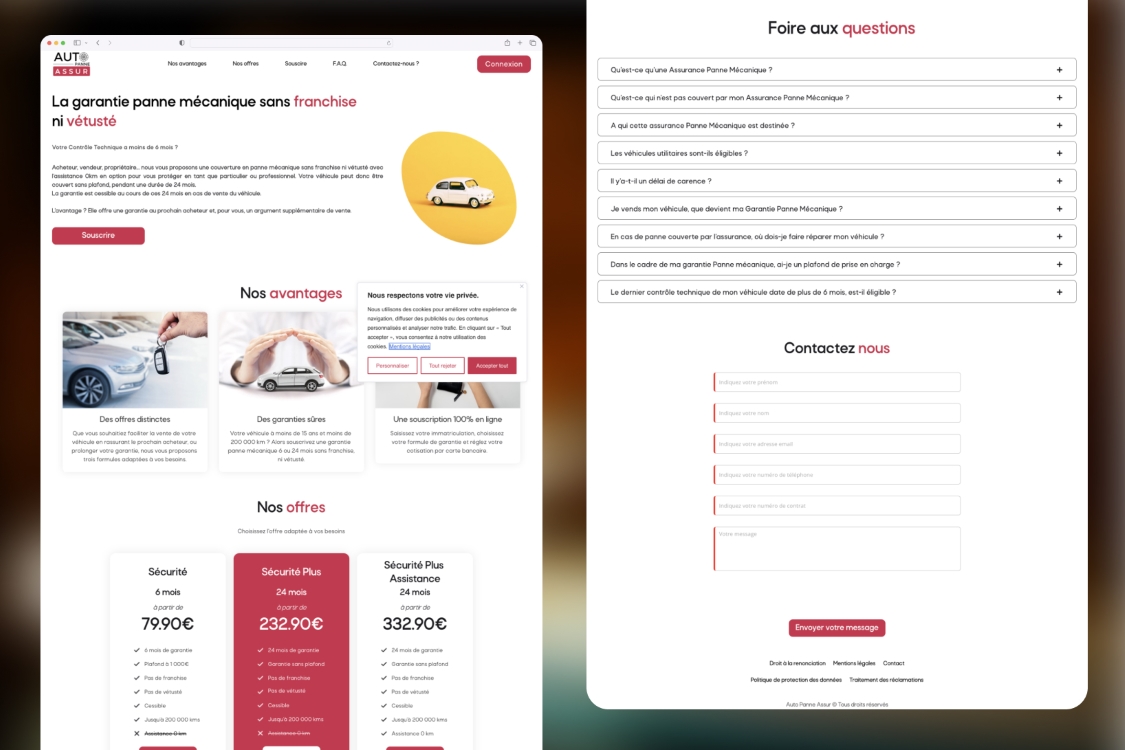 AUTO
PANNE
ASSUR
Nos avantages
Nos offres
Souscire
F.A.Q
Contactez-nous ?
Connexion
La garantie panne mécanique sans franchise
ni vétusté
Votre Contrôle Technique a moins de 6 mois ?
Acheteur, vendeur, propriétaire... nous vous proposons une couverture en panne mécanique sans franchise ni vétusté avec
l'assistance 0km en option pour vous protéger en tant que particulier ou professionnel. Votre véhicule peut donc être
couvert sans plafond, pendant une durée de 24 mois.
La garantie est cessible au cours de ces 24 mois en cas de vente du véhicule.
L'avantage ? Elle offre une garantie au prochain acheteur et, pour vous, un argument supplémentaire de vente.
Souscrire
Nos avantages
Nous respectons votre vie privée.
Nous utilisons des cookies pour améliorer votre expérience de
navigation, diffuser des publicités ou des contenus
personnalisés et analyser notre trafic. En cliquant sur « Tout
accepter », vous consentez à notre utilisation des
cookies. Mentions légales
Personnaliser
Tout rejeter
Accepter tout
Des offres distinctes
Que vous souhaitiez faciliter la vente de votre
véhicule en rassurant le prochain acheteur, ou
prolonger votre garantie, nous vous proposons
trois formules adaptées à vos besoins.
Des garanties sûres
Votre véhicule à moins de 15 ans et moins de
200 000 km ? Alors souscrivez une garantie
panne mécanique 6 ou 24 mois sans franchise,
ni vétusté.
Une souscription 100% en ligne
Saisissez votre immatriculation, choisissez
votre formule de garantie et réglez votre
cotisation par carte bancaire.
Nos offres
Choisissez l'offre adaptée à vos besoins
Sécurité
6 mois
à partir de
79.90€
6 mois de garantie
Plafond à 1 000€
Pas de franchise
Pas de vétusté
Cessible
Jusqu'à 200 000 kms
Assistance 0 km
Sécurité Plus
24 mois
à partir de
232.90€
24 mois de garantie
Garantie sans plafond
Pas de franchise
Pas de vétusté
Cessible
Jusqu'à 200 000 kms
Assistance 0 km
Sécurité Plus
Assistance
24 mois
à partir de
332.90€
24 mois de garantie
Garantie sans plafond
Pas de franchise
Pas de vétusté
Cessible
Jusqu'à 200 000 kms
Assistance 0 km
Foire aux questions
Qu'est-ce qu'une Assurance Panne Mécanique ?
Qu'est-ce qui n'est pas couvert par mon Assurance Panne Mécanique ?
A qui cette assurance Panne Mécanique est destinée ?
Les véhicules utilitaires sont-ils éligibles ?
Il y'a-t-il un délai de carence ?
Je vends mon véhicule, que devient ma Garantie Panne Mécanique ?
En cas de panne couverte par l'assurance, où dois-je faire réparer mon véhicule ?
Dans le cadre de ma garantie Panne mécanique, ai-je un plafond de prise en charge ?
Le dernier contrôle technique de mon véhicule date de plus de 6 mois, est-il éligible ?
Contactez nous
Indiquez votre prénom
Indiquez votre nom
Indiquez votre adresse email
Indiquez votre numéro de téléphone
Indiquez votre numéro de contrat
Votre message
Envoyer votre message
Droit à la renonciation
Mentions légales
Contact
Politique de protection des données
Traitement des réclamations
Auto Panne Assur © Tous droits réservés